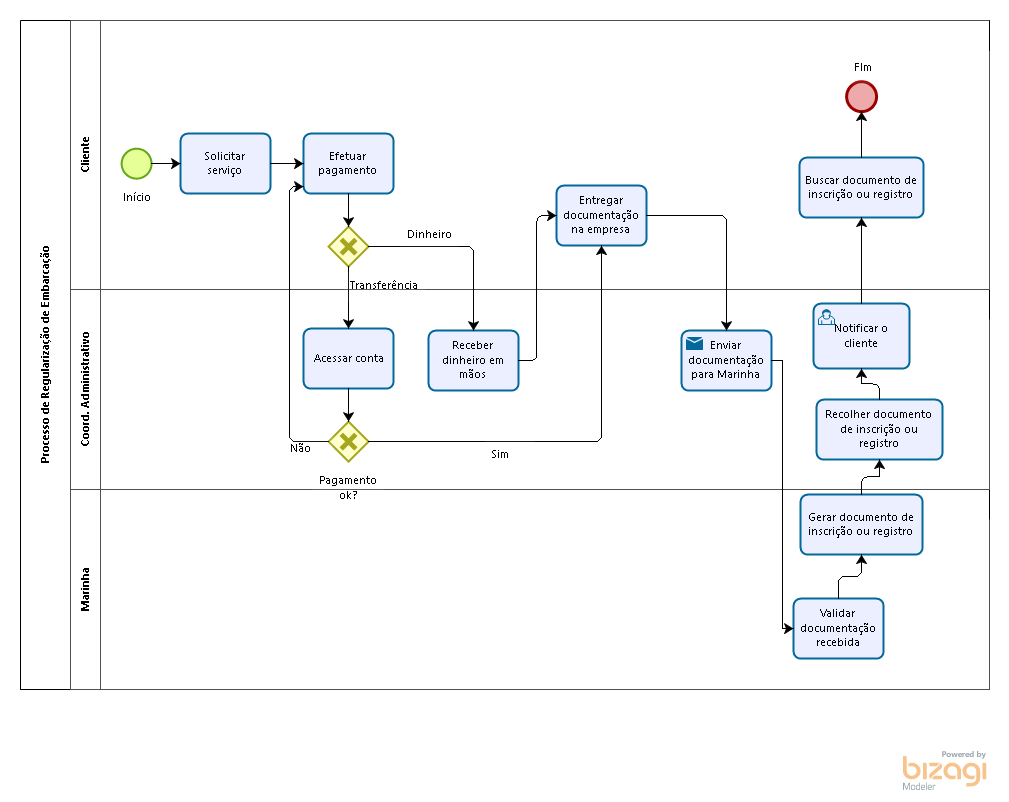 Processo de Regulalização de Embarcação
Cliente
Início
Solicitar
serviço
Efetuar
pagamento
Dinheiro
Transferência
Entregar
documentação
na empresa
FIm
Buscar documento de
inscrição ou registro
Coord. Administrativo
Acessar conta
Receber
dinheiro em
mãos
Não
Pagamento
ok?
Sim
Enviar
documentação
para Marinha
Notificar o
cliente
Recolher documento
de inscrição ou
registro
Marinha
Gerar documento de
inscrição ou registro
Validar
documentação
recebida
Powered by
bizagi
Modeler